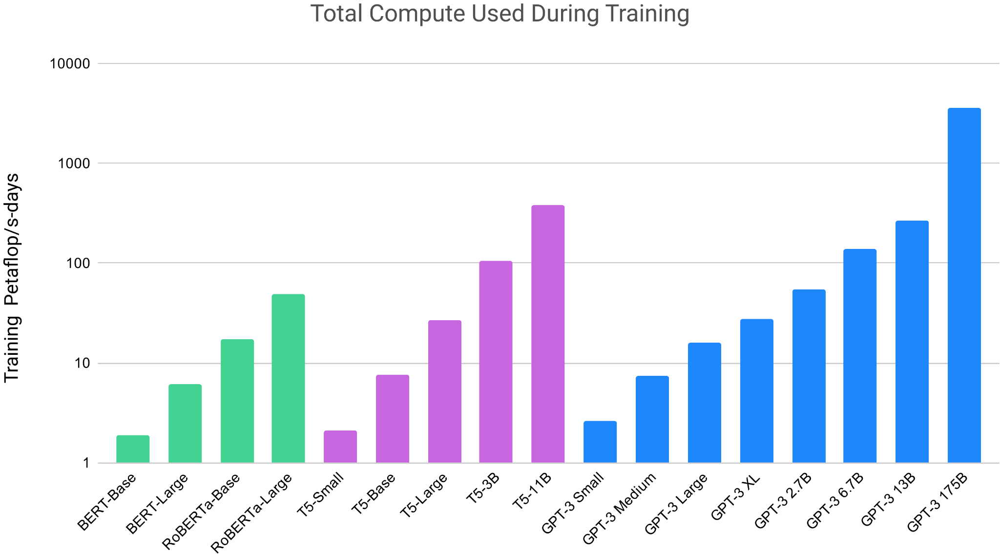 Total Compute Used During Training
Training Petaflop/s-days
10000
1000
100
10
1
BERT-Base
BERT-Large
RoBERTa-Base
RoBERTa-Large
T5-Small
T5-Base
T5-Large
T5-3B
T5-11B
GPT-3 Small
GPT-3 Medium
GPT-3 Large
GPT-3 XL
GPT-3 2.7B
GPT-3 6.7B
GPT-3 13B
GPT-3 175B